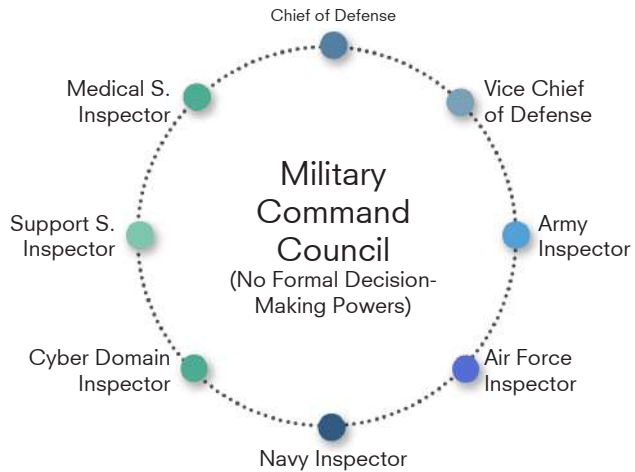 Chief of Defense
Medical S.
Inspector
Vice Chief
of Defense
Military
Command
Council
(No Formal Decision-
Making Powers)
Support S.
Inspector
Army
Inspector
Cyber Domain
Inspector
Air Force
Inspector
Navy Inspector